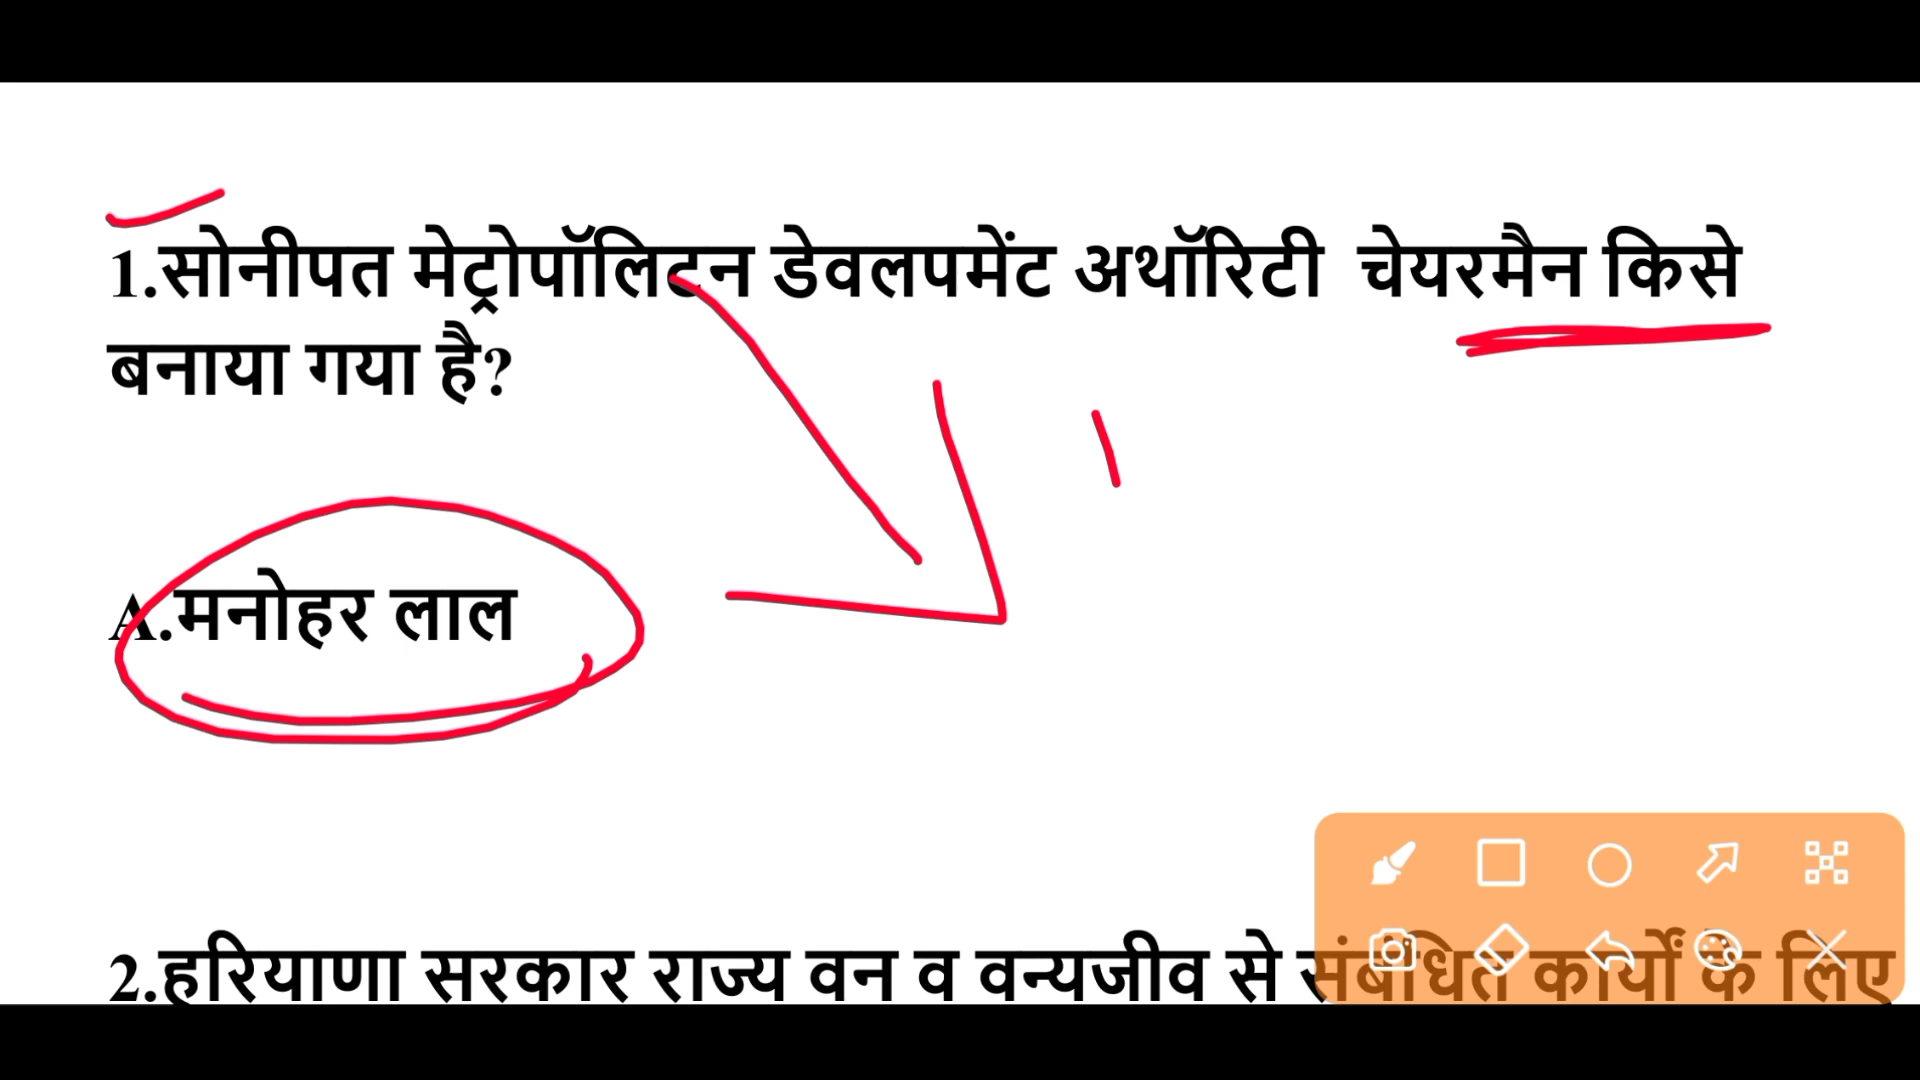 1.सोनीपत मेट्रोपॉलिटन डेवलपमेंट अथॉरिटी चेयरमैन किसे
बनाया गया है?
A.मनोहर लाल
2.हरियाणा सरकार राज्य वन व वन्यजीव से संबंधित कार्यों के लिए